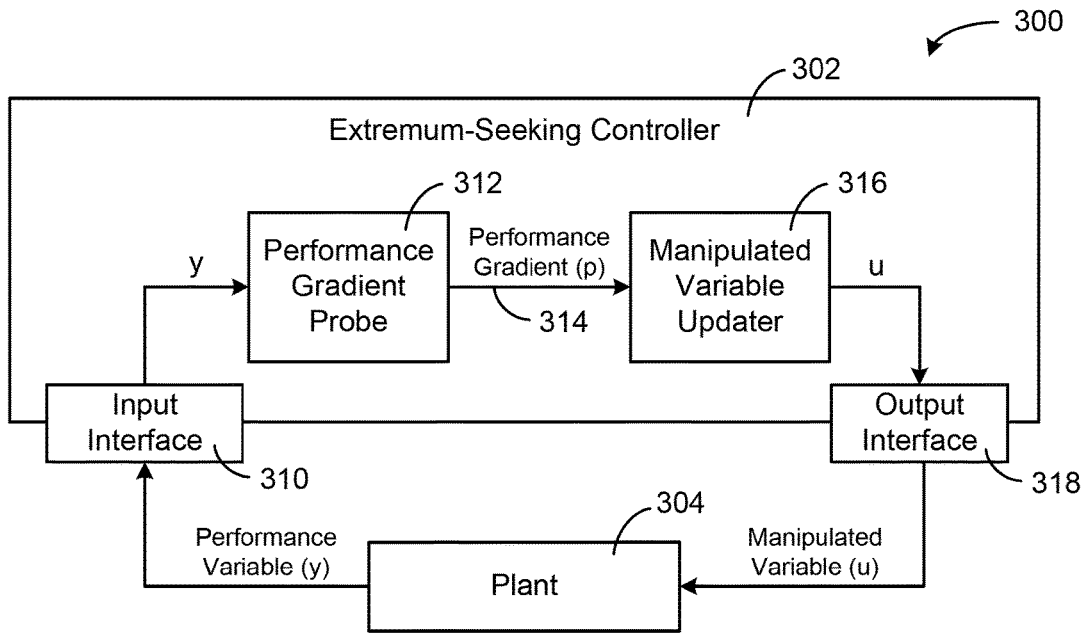 300
302
Extremum-Seeking Controller
312
316
Performance
Gradient
Probe
Performance
Gradient (p)
314
Manipulated
Variable
Updater
y
u
Input
Interface
310
Output
Interface
318
304
Performance
Variable (y)
Plant
Manipulated
Variable (u)